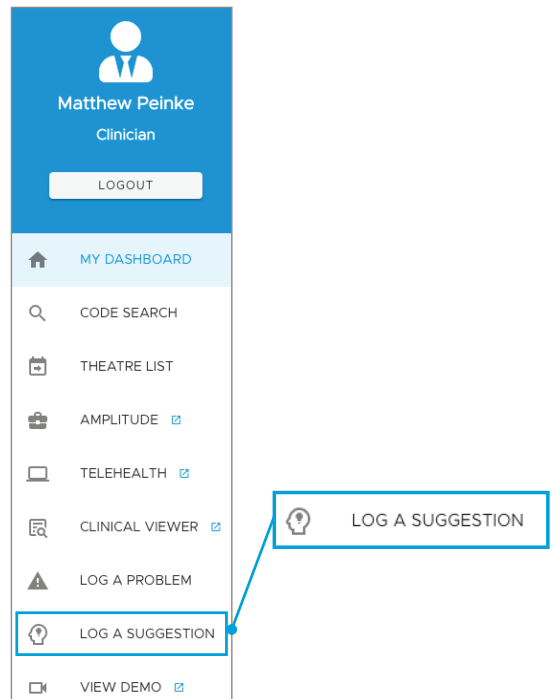 Matthew Peinke
Clinician
LOGOUT
MY DASHBOARD
CODE SEARCH
THEATRE LIST
AMPLITUDE
TELEHEALTH
CLINICAL VIEWER
LOG A PROBLEM
LOG A SUGGESTION
LOG A SUGGESTION
VIEW DEMO